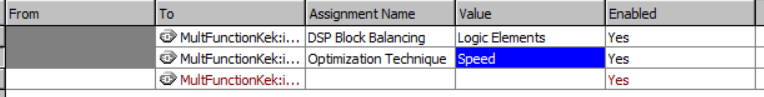 From To Assignment Name Value Enabled
MultFunctionKek:i... DSP Block Balancing Logic Elements Yes
MultFunctionKek:i... Optimization Technique Speed Yes
MultFunctionKek:i... Yes